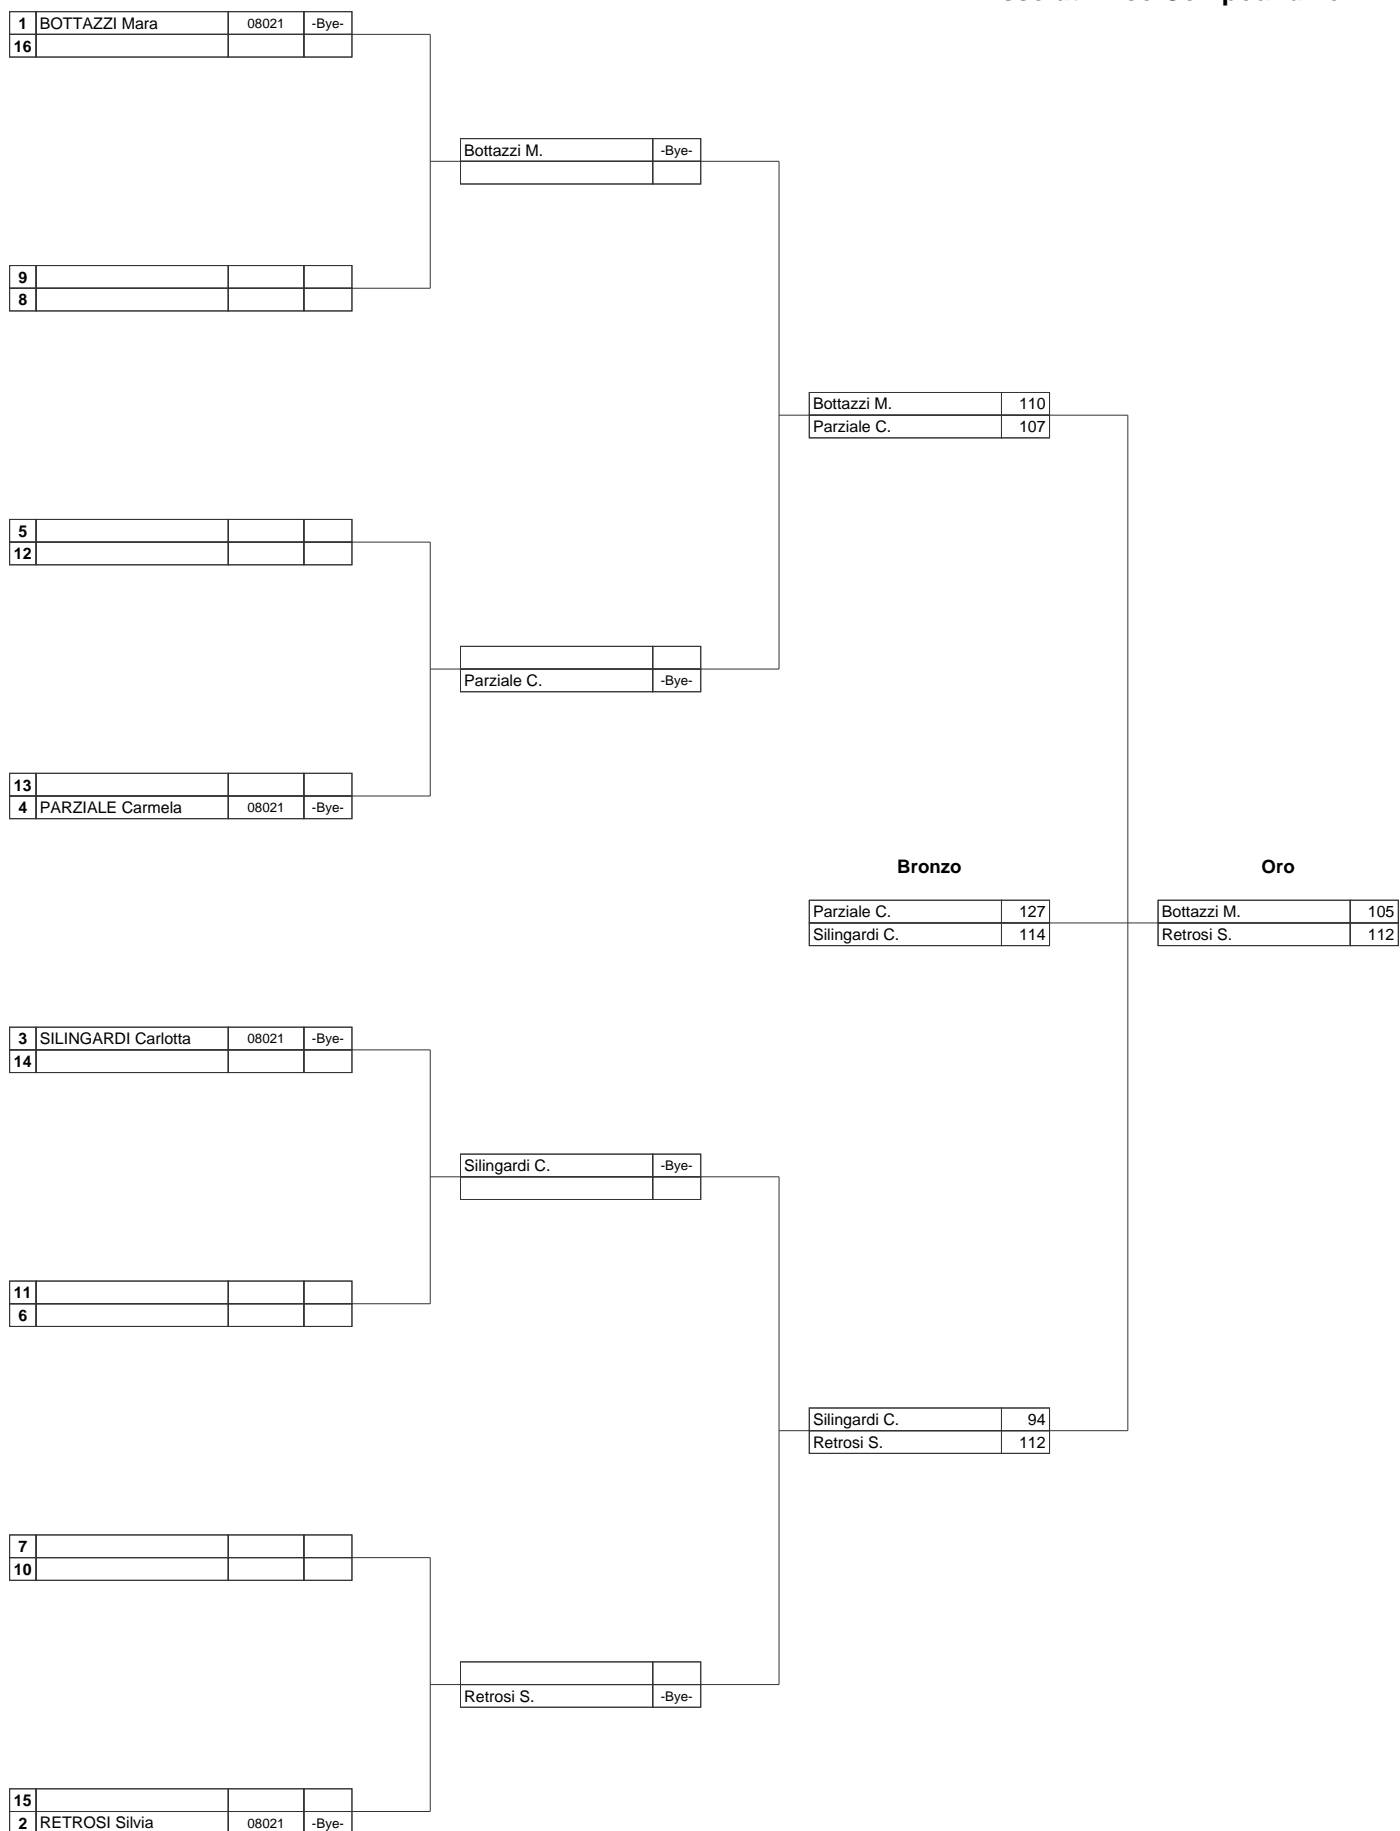 1 BOTTAZZI Mara 08021 -Bye-
16
Bottazzi M. -Bye-
9
8
Bottazzi M. 110
Parziale C. 107
5
12
Parziale C. -Bye-
13
4 PARZIALE Carmela 08021 -Bye-
Bronzo
Oro
Parziale C. 127
Silingardi C. 114
Bottazzi M. 105
Retrosi S. 112
3 SILINGARDI Carlotta 08021 -Bye-
14
Silingardi C. -Bye-
11
6
Silingardi C. 94
Retrosi S. 112
7
10
Retrosi S. -Bye-
15
2 RETROSI Silvia 08021 -Bye-